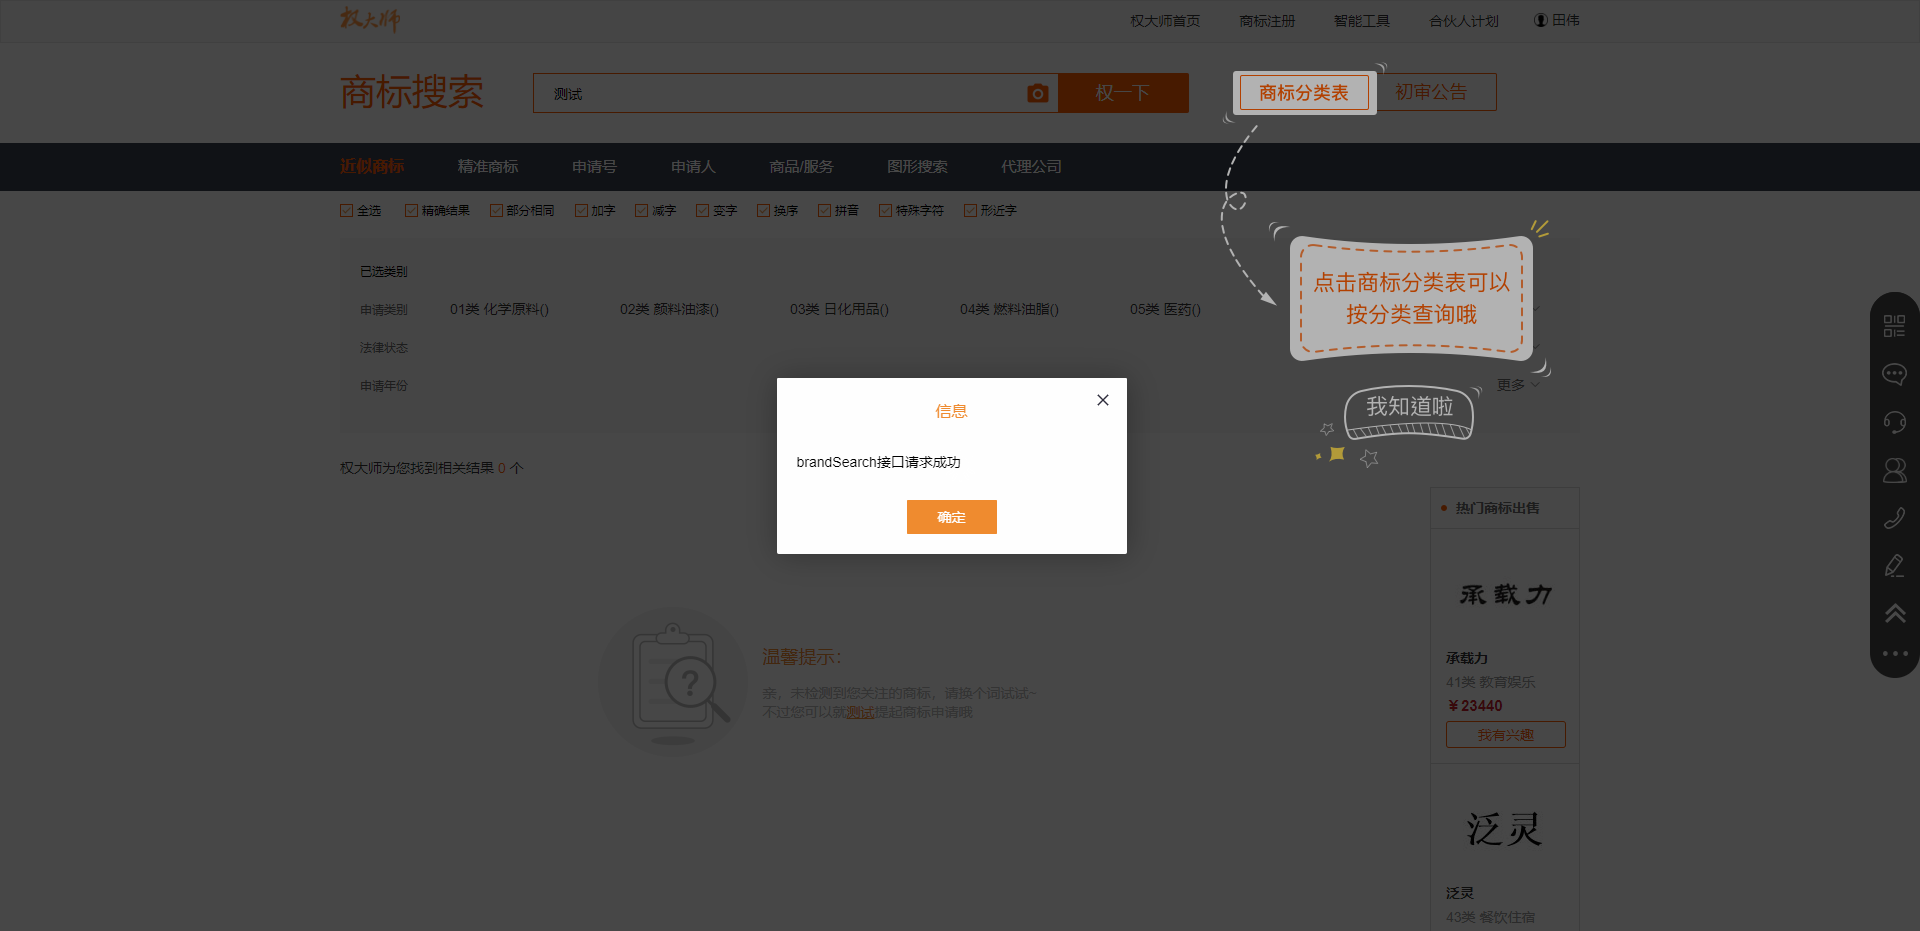 权大师
权大师首页 商标注册 智能工具 合伙人计划 田伟
商标搜索 测试 权一下 商标分类表 初审公告
近似商标 精准商标 申请号 申请人 商品/服务 图形搜索 代理公司
全选 精确结果 部分相同 加字 减字 变字 换序 拼音 特殊字符 形近字
已选类别
申请类别 01类 化学原料() 02类 颜料油漆() 03类 日化用品() 04类 燃料油脂() 05类 医药()
点击商标分类表可以
按分类查询哦
法律状态
申请年份 更多
我知道啦
信息
brandSearch接口请求成功
确定
权大师为您找到相关结果 0 个
热门商标出售
承载力
承载力
41类 教育娱乐
¥23440
我有兴趣
温馨提示：
亲，未检测到您关注的商标，请换个词试试~
不过您可以就测试提起商标申请哦
泛灵
泛灵
43类 餐饮住宿